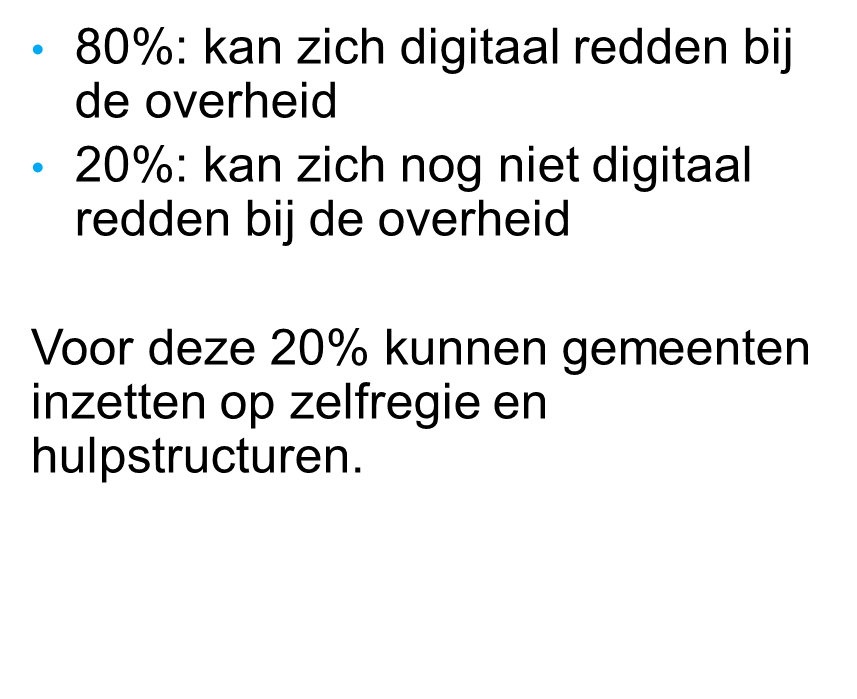 • 80%: kan zich digitaal redden bij
de overheid
• 20%: kan zich nog niet digitaal
redden bij de overheid
Voor deze 20% kunnen gemeenten
inzetten op zelfregie en
hulpstructuren.